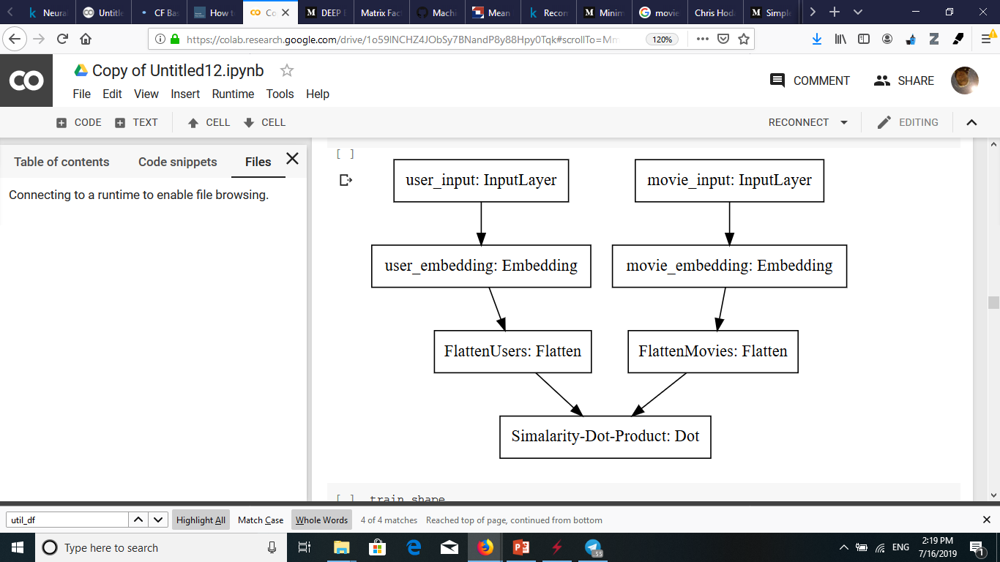 Neura
Untitle
CF Bas
How to
Co
DEEP
Matrix Fact
Machi
Mean
Recom
Minim
movie
Chris Hod
Simple
https://colab.research.google.com/drive/1o59lNCHZ4JObSy7BNandP8y88Hpy0Tqk#scrollTo=Mm
120%
Copy of Untitled12.ipynb
COMMENT
SHARE
File Edit View Insert Runtime Tools Help
CODE TEXT CELL CELL
RECONNECT
EDITING
Table of contents Code snippets Files
Connecting to a runtime to enable file browsing.
[ ]
user_input: InputLayer
movie_input: InputLayer
user_embedding: Embedding
movie_embedding: Embedding
FlattenUsers: Flatten
FlattenMovies: Flatten
Simalarity-Dot-Product: Dot
[ ] train shape
util_df
Highlight All
Match Case
Whole Words
4 of 4 matches
Reached top of page, continued from bottom
Type here to search
55
ENG
2:19 PM
7/16/2019
1